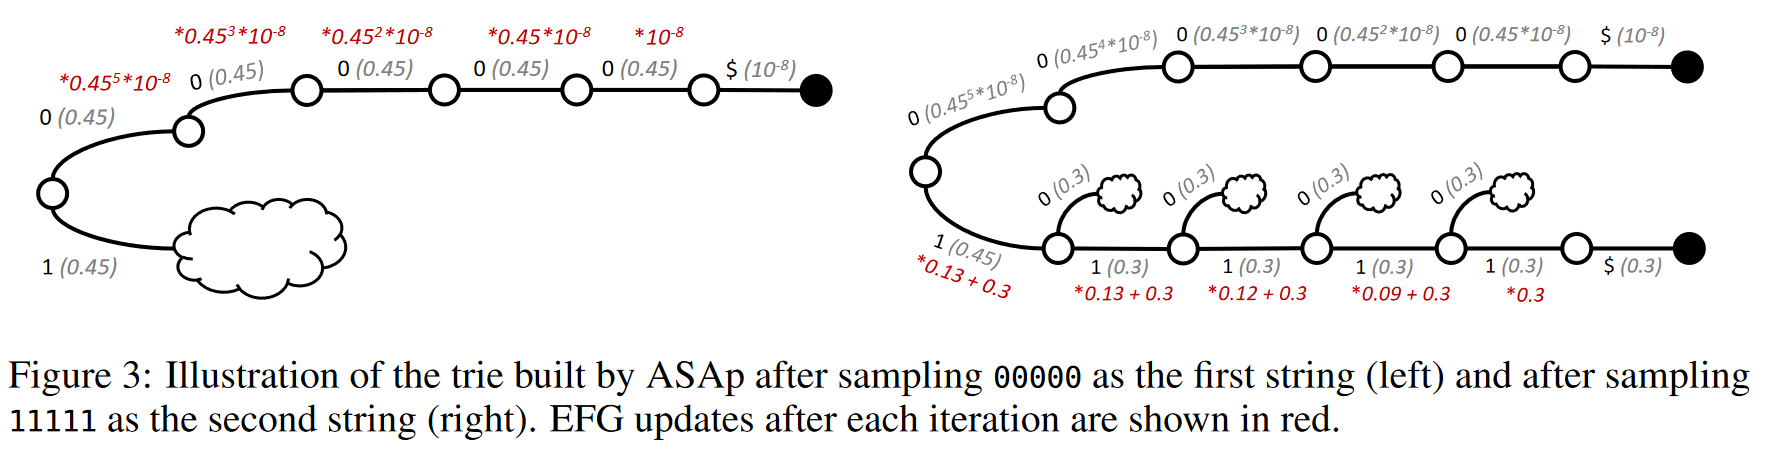 *0.45³*10⁻⁸ *0.45²*10⁻⁸ *0.45*10⁻⁸ *10⁻⁸
*0.45⁵*10⁻⁸ 0 (0.45) 0 (0.45) 0 (0.45) 0 (0.45) $ (10⁻⁸)
0 (0.45)
1 (0.45)
0 (0.45⁵*10⁻⁸) 0 (0.45⁴*10⁻⁸) 0 (0.45³*10⁻⁸) 0 (0.45²*10⁻⁸) 0 (0.45*10⁻⁸) $ (10⁻⁸)
0 (0.3) 0 (0.3) 0 (0.3) 0 (0.3)
1 (0.45) 1 (0.3) 1 (0.3) 1 (0.3) 1 (0.3) $ (0.3)
*0.13 + 0.3 *0.13 + 0.3 *0.12 + 0.3 *0.09 + 0.3 *0.3
Figure 3: Illustration of the trie built by ASAp after sampling 00000 as the first string (left) and after sampling
11111 as the second string (right). EFG updates after each iteration are shown in red.